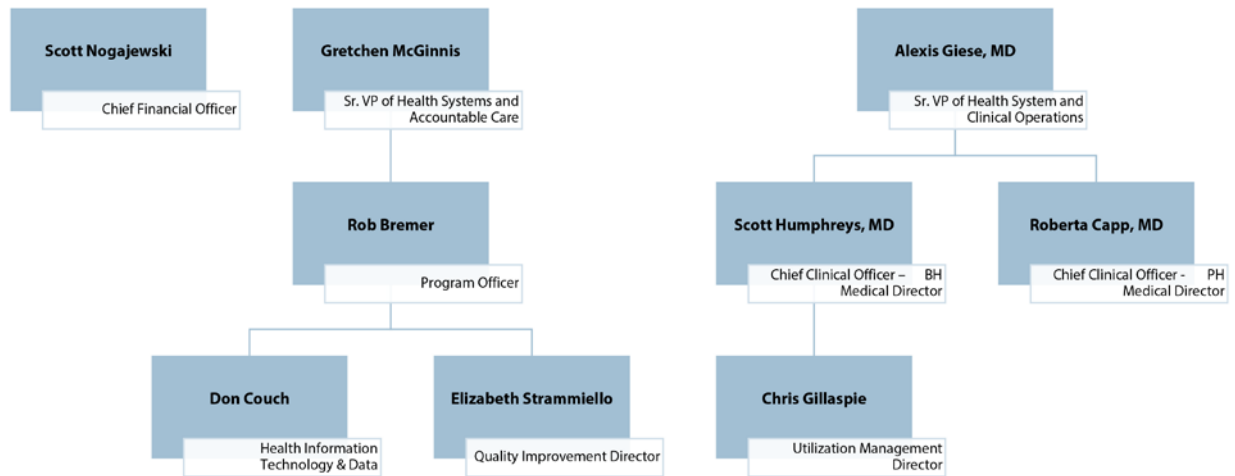 Scott Nogajewski
Chief Financial Officer
Gretchen McGinnis
Sr. VP of Health Systems and
Accountable Care
Alexis Giese, MD
Sr. VP of Health System and
Clinical Operations
Rob Bremer
Program Officer
Scott Humphreys, MD
Chief Clinical Officer – BH
Medical Director
Roberta Capp, MD
Chief Clinical Officer - PH
Medical Director
Don Couch
Health Information
Technology & Data
Elizabeth Strammiello
Quality Improvement Director
Chris Gillaspie
Utilization Management
Director